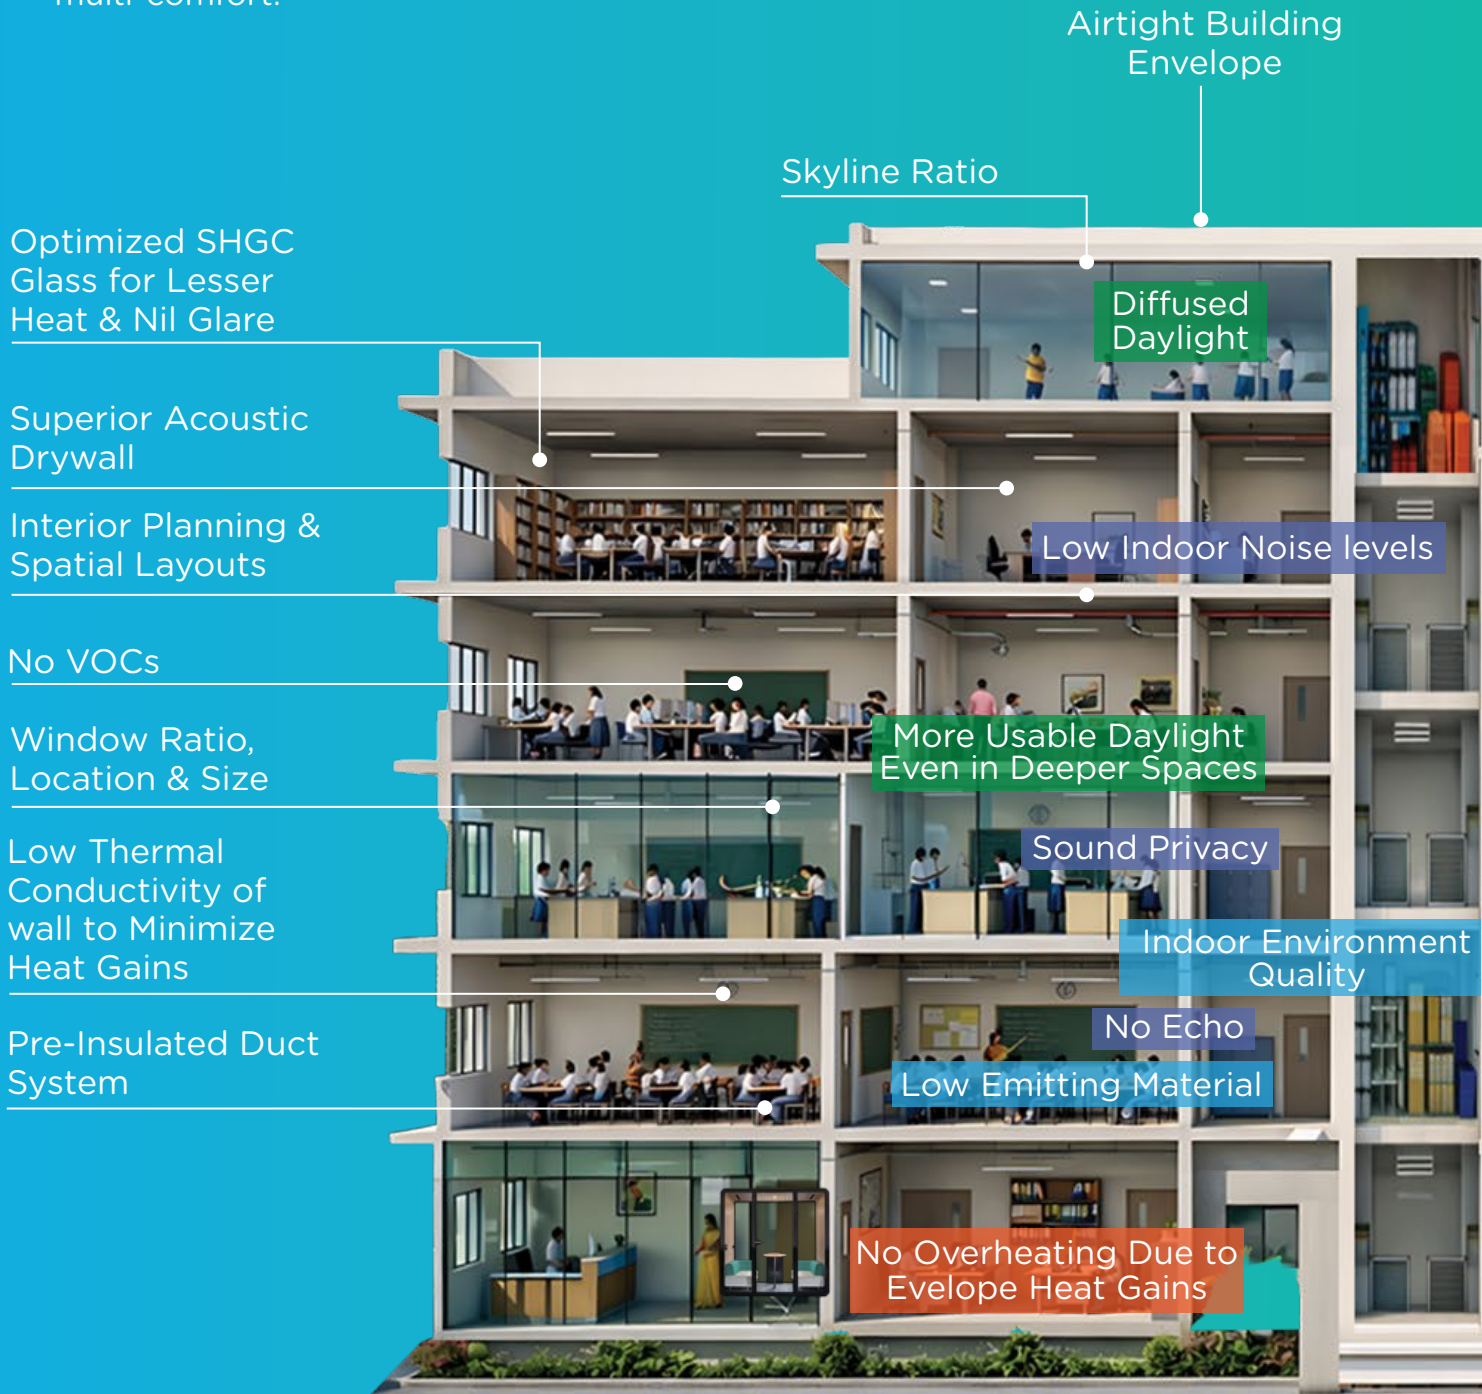 multi-comfort.
Airtight Building
Envelope
Skyline Ratio
Optimized SHGC
Glass for Lesser
Heat & Nil Glare
Diffused
Daylight
Superior Acoustic
Drywall
Interior Planning &
Spatial Layouts
Low Indoor Noise levels
No VOCs
Window Ratio,
Location & Size
More Usable Daylight
Even in Deeper Spaces
Low Thermal
Conductivity of
wall to Minimize
Heat Gains
Sound Privacy
Indoor Environment
Quality
No Echo
Pre-Insulated Duct
System
Low Emitting Material
No Overheating Due to
Evelope Heat Gains